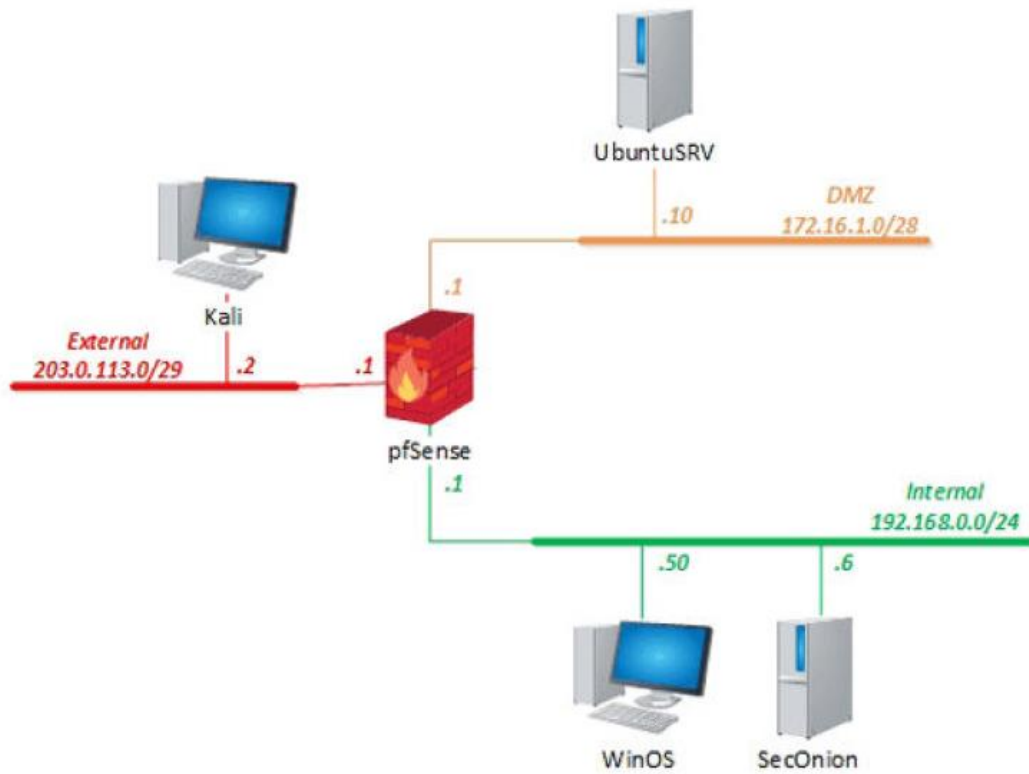 UbuntuSRV
.10
DMZ
172.16.1.0/28
Kali
.1
External
203.0.113.0/29
.2
.1
pfSense
.1
Internal
192.168.0.0/24
.50
.6
WinOS
SecOnion